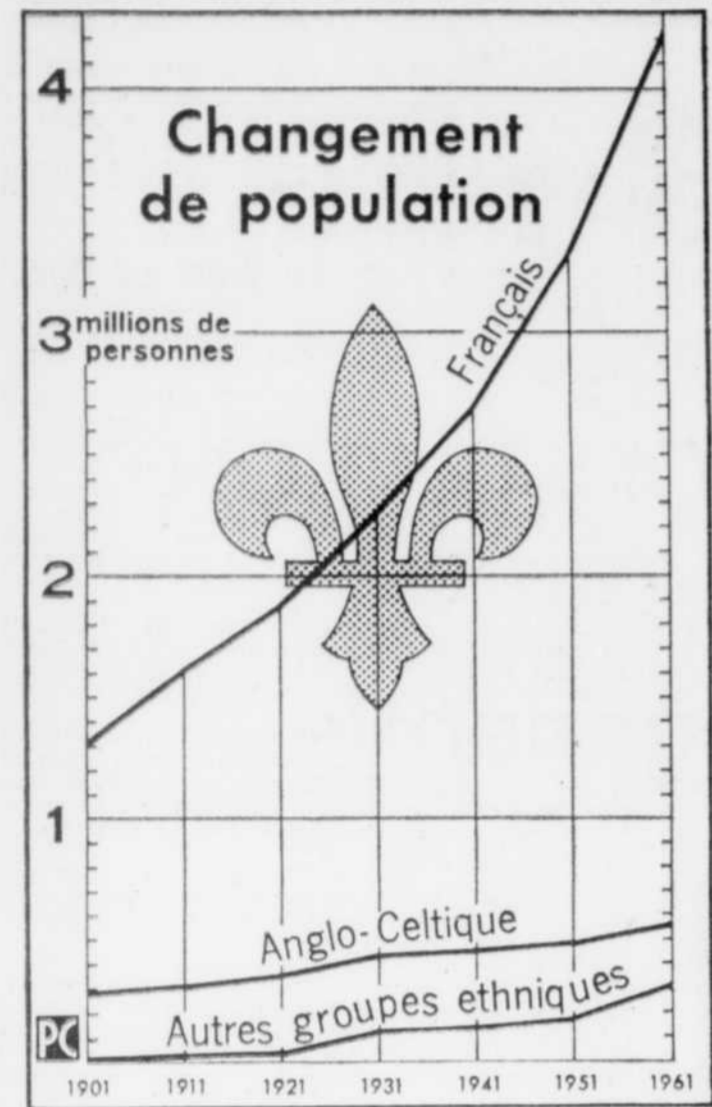 4
Changement
de population
3 millions de
personnes
Français
2
1
Anglo-Celtique
Autres groupes ethniques
PC
1901 1911 1921 1931 1941 1951 1961